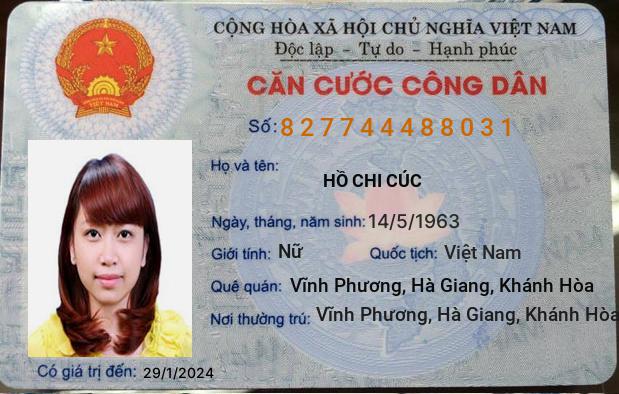 CỘNG HÒA XÃ HỘI CHỦ NGHĨA VIỆT NAM
Độc lập - Tự do - Hạnh phúc
CĂN CƯỚC CÔNG DÂN
Số: 827744488031
Họ và tên:
HỒ CHI CÚC
Ngày, tháng, năm sinh: 14/5/1963
Giới tính: Nữ Quốc tịch: Việt Nam
Quê quán: Vĩnh Phương, Hà Giang, Khánh Hòa
Nơi thường trú: Vĩnh Phương, Hà Giang, Khánh Hòa
Có giá trị đến: 29/1/2024
VIỆT NAM